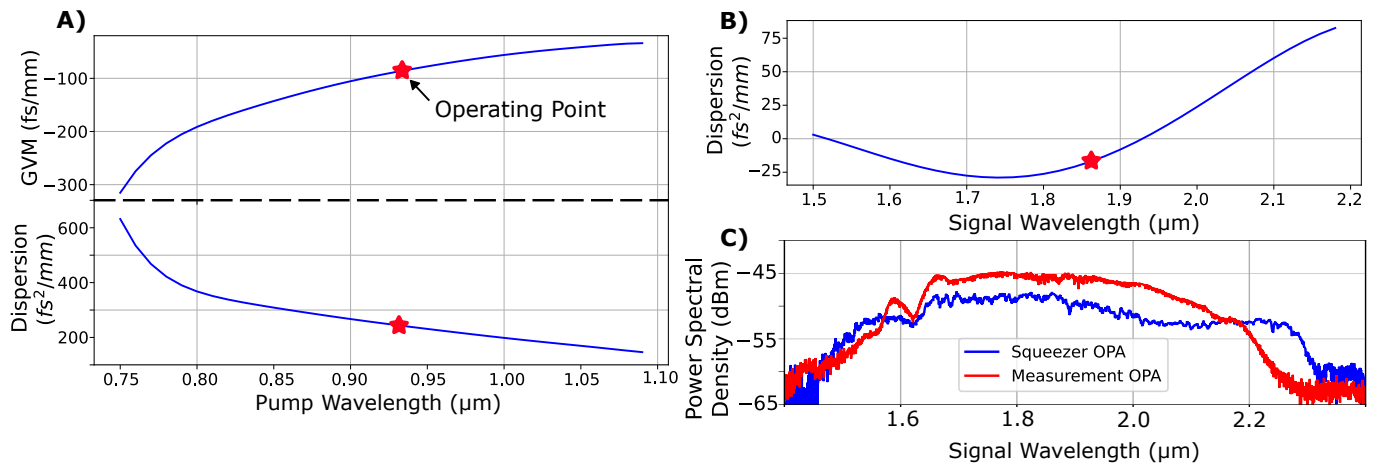 A)
GVM (fs/mm)
−100
−200
−300
Operating Point
Dispersion
(fs²/mm)
600
400
200
0.75
0.80
0.85
0.90
0.95
1.00
1.05
1.10
Pump Wavelength (μm)
B)
Dispersion
(fs²/mm)
75
50
25
0
−25
1.5
1.6
1.7
1.8
1.9
2.0
2.1
2.2
Signal Wavelength (μm)
C)
Power Spectral
Density (dBm)
−45
−55
−65
Squeezer OPA
Measurement OPA
1.6
1.8
2.0
2.2
Signal Wavelength (μm)